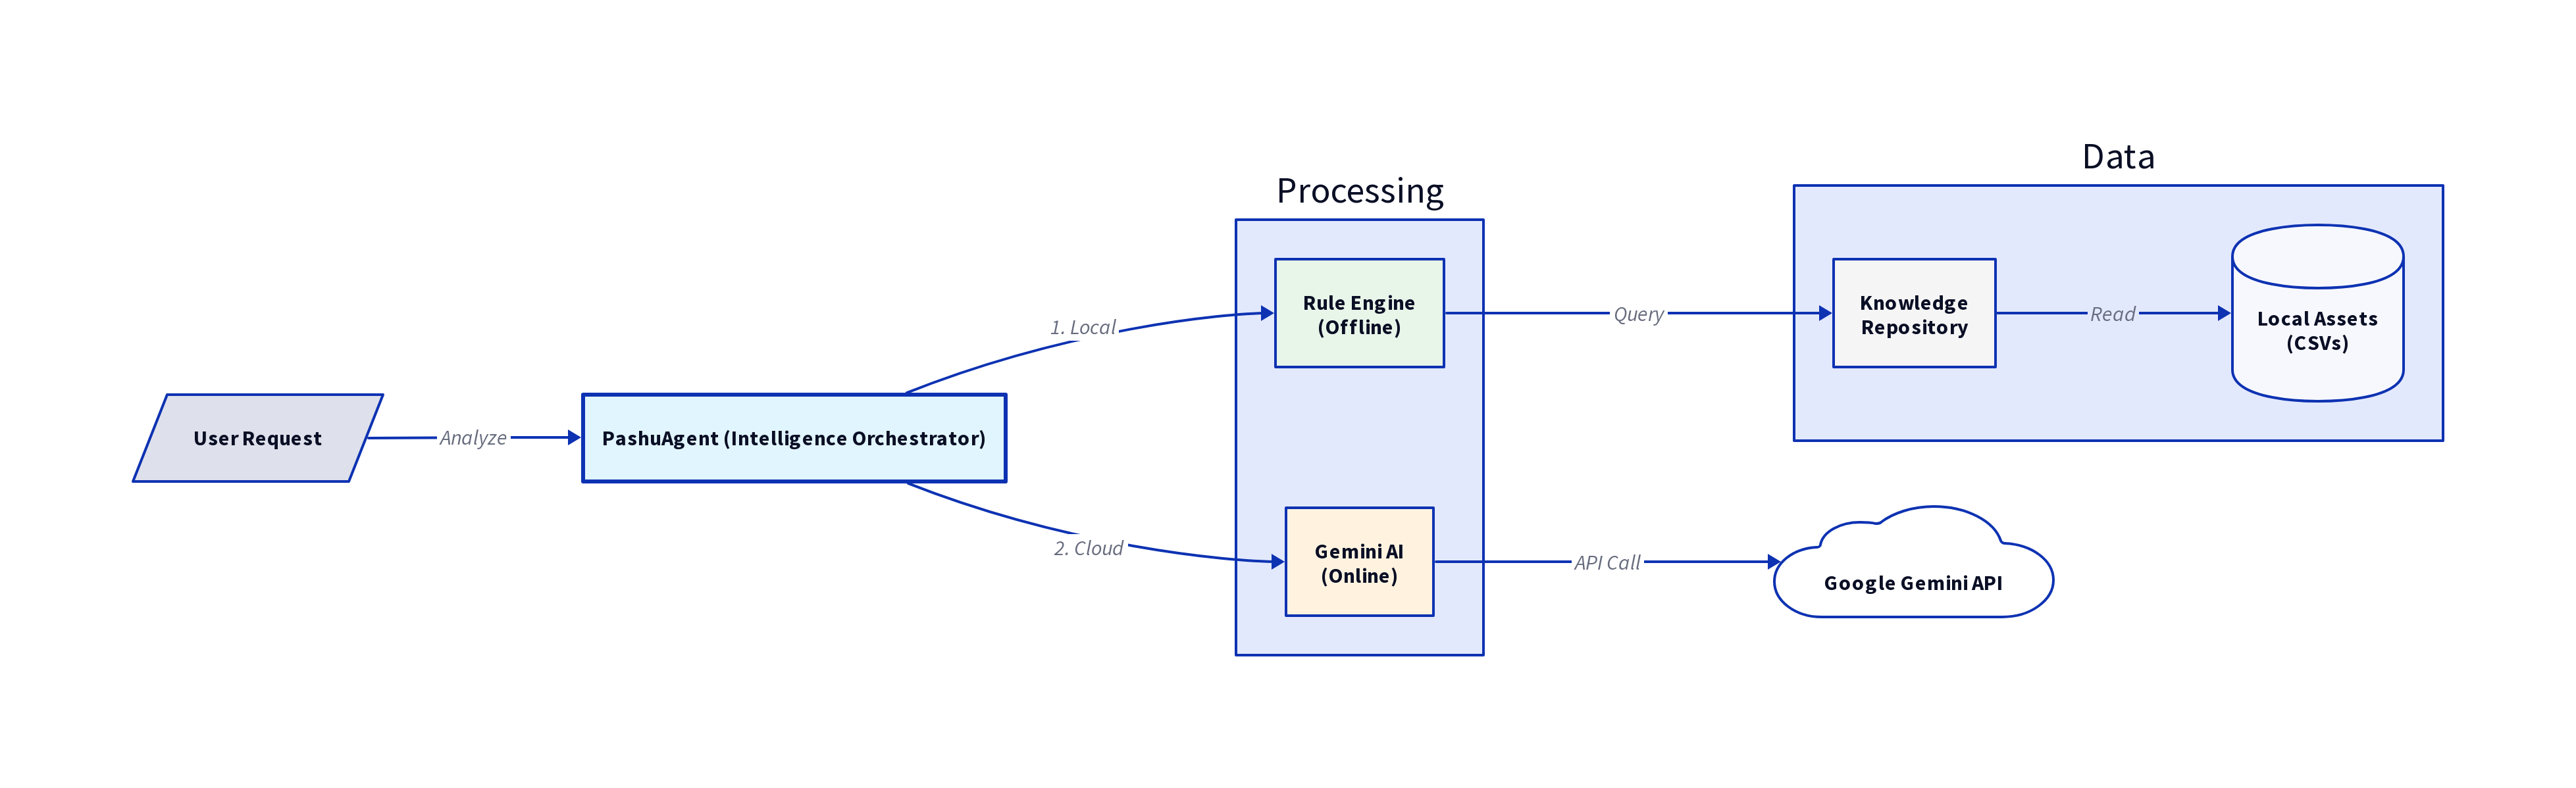 Data
Processing
Rule Engine
(Offline)
Query
Knowledge
Repository
Read
Local Assets
(CSVs)
1. Local
User Request
Analyze
PashuAgent (Intelligence Orchestrator)
2. Cloud
Gemini AI
(Online)
API Call
Google Gemini API